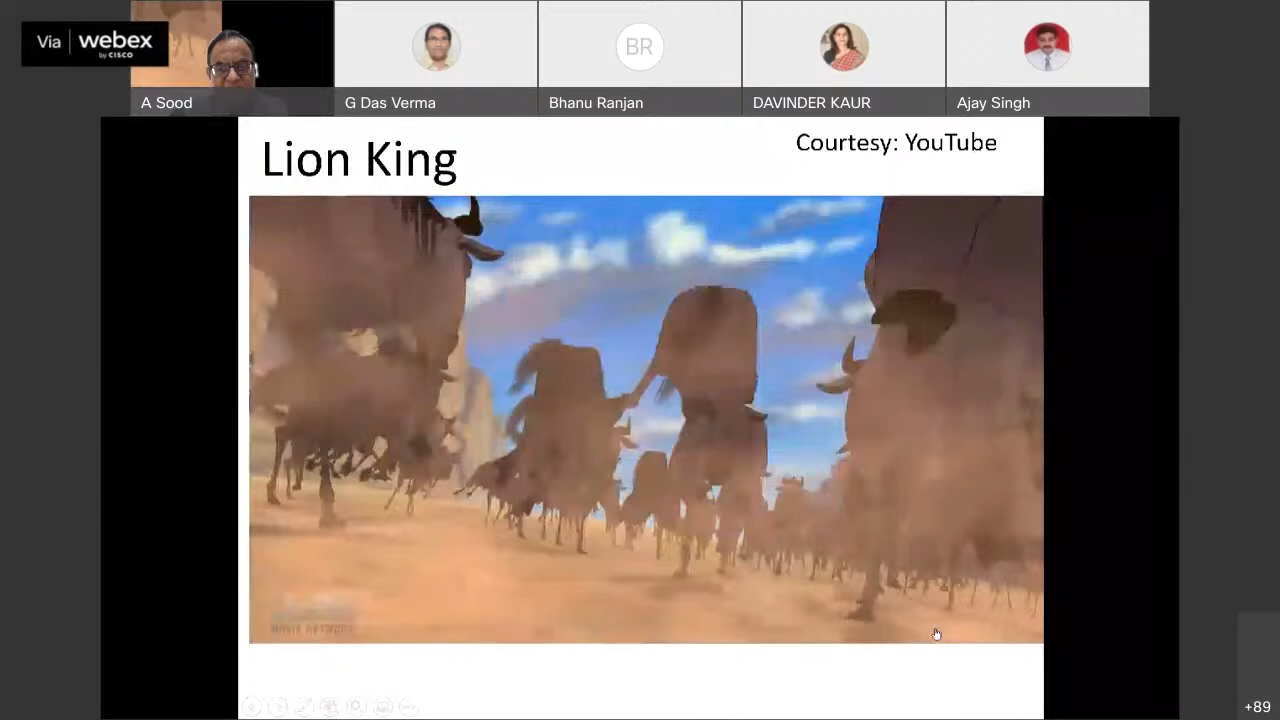 Via webex
by CISCO
A Sood
G Das Verma
BR
Bhanu Ranjan
DAVINDER KAUR
Ajay Singh
Lion King
Courtesy: YouTube
+89